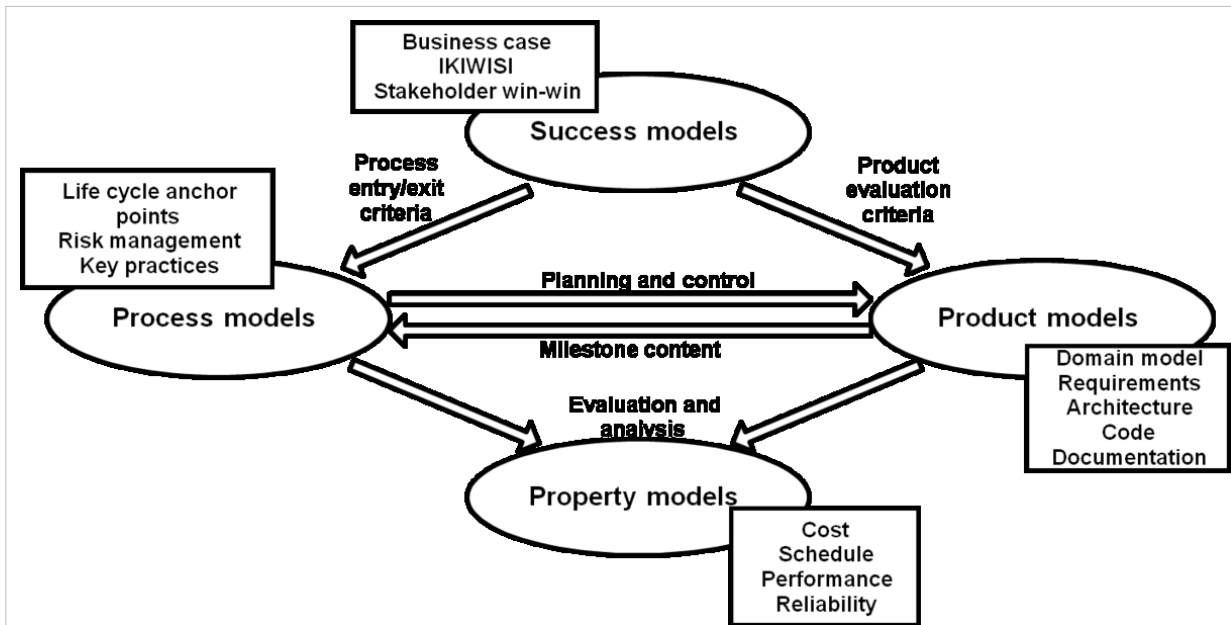 Business case
IKIWISI
Stakeholder win-win
Success models
Process
entry/exit
criteria
Product
evaluation
criteria
Life cycle anchor
points
Risk management
Key practices
Process models
Planning and control
Milestone content
Product models
Domain model
Requirements
Architecture
Code
Documentation
Evaluation and
analysis
Property models
Cost
Schedule
Performance
Reliability